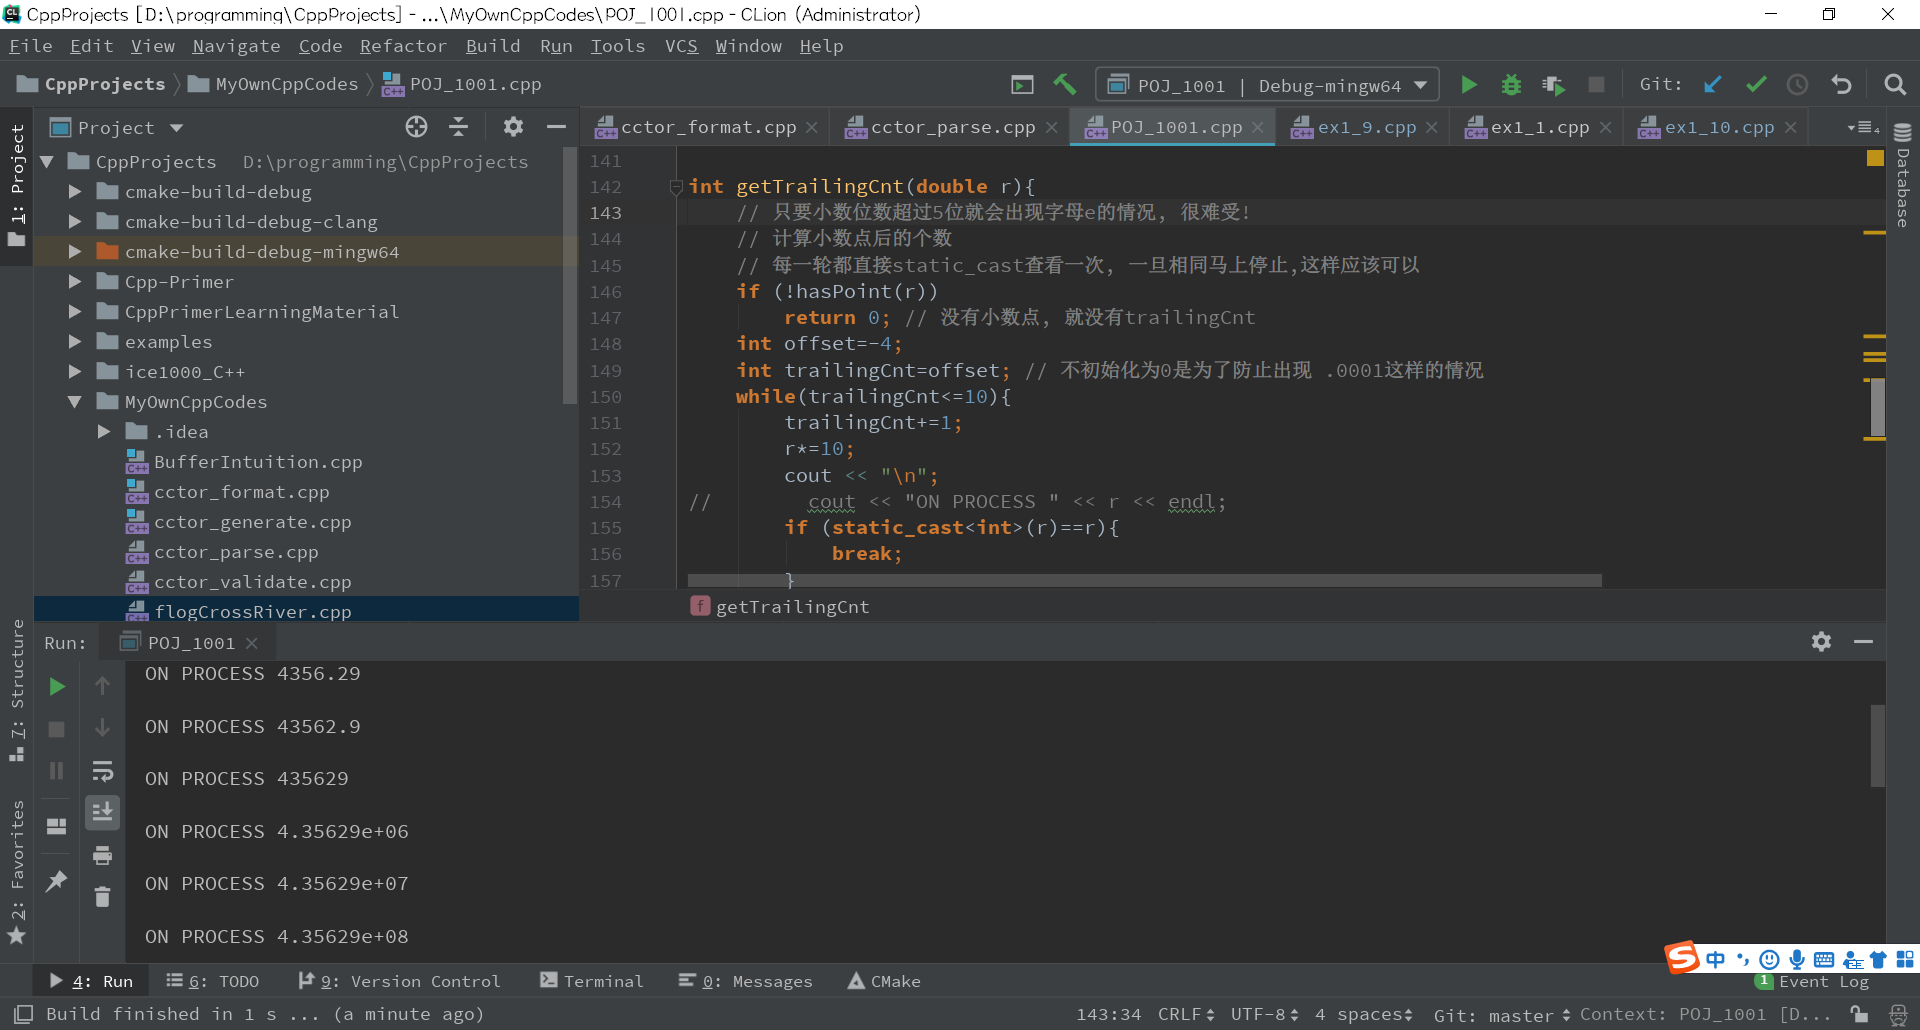 CppProjects [D:\programming\CppProjects] - ...\MyOwnCppCodes\POJ_1001.cpp - CLion (Administrator)
File Edit View Navigate Code Refactor Build Run Tools VCS Window Help
CppProjects MyOwnCppCodes POJ_1001.cpp POJ_1001 | Debug-mingw64 Git:
Project cctor_format.cpp cctor_parse.cpp POJ_1001.cpp ex1_9.cpp ex1_1.cpp ex1_10.cpp
1: Project
7: Structure
2: Favorites
Database
CppProjects D:\programming\CppProjects
cmake-build-debug
cmake-build-debug-clang
cmake-build-debug-mingw64
Cpp-Primer
CppPrimerLearningMaterial
examples
ice1000_C++
MyOwnCppCodes
.idea
BufferIntuition.cpp
cctor_format.cpp
cctor_generate.cpp
cctor_parse.cpp
cctor_validate.cpp
flogCrossRiver.cpp
141
142 int getTrailingCnt(double r){
143 // 只要小数位数超过5位就会出现字母e的情况, 很难受!
144 // 计算小数点后的个数
145 // 每一轮都直接static_cast查看一次, 一旦相同马上停止,这样应该可以
146 if (!hasPoint(r))
147 return 0; // 没有小数点, 就没有trailingCnt
148 int offset=-4;
149 int trailingCnt=offset; // 不初始化为0是为了防止出现 .0001这样的情况
150 while(trailingCnt<=10){
151 trailingCnt+=1;
152 r*=10;
153 cout << "\n";
154 // cout << "ON PROCESS " << r << endl;
155 if (static_cast<int>(r)==r){
156 break;
157 }
f getTrailingCnt
Run: POJ_1001
ON PROCESS 4356.29
ON PROCESS 43562.9
ON PROCESS 435629
ON PROCESS 4.35629e+06
ON PROCESS 4.35629e+07
ON PROCESS 4.35629e+08
中
4: Run 6: TODO 9: Version Control Terminal 0: Messages CMake 1 Event Log
Build finished in 1 s ... (a minute ago) 143:34 CRLF UTF-8 4 spaces Git: master Context: POJ_1001 [D...